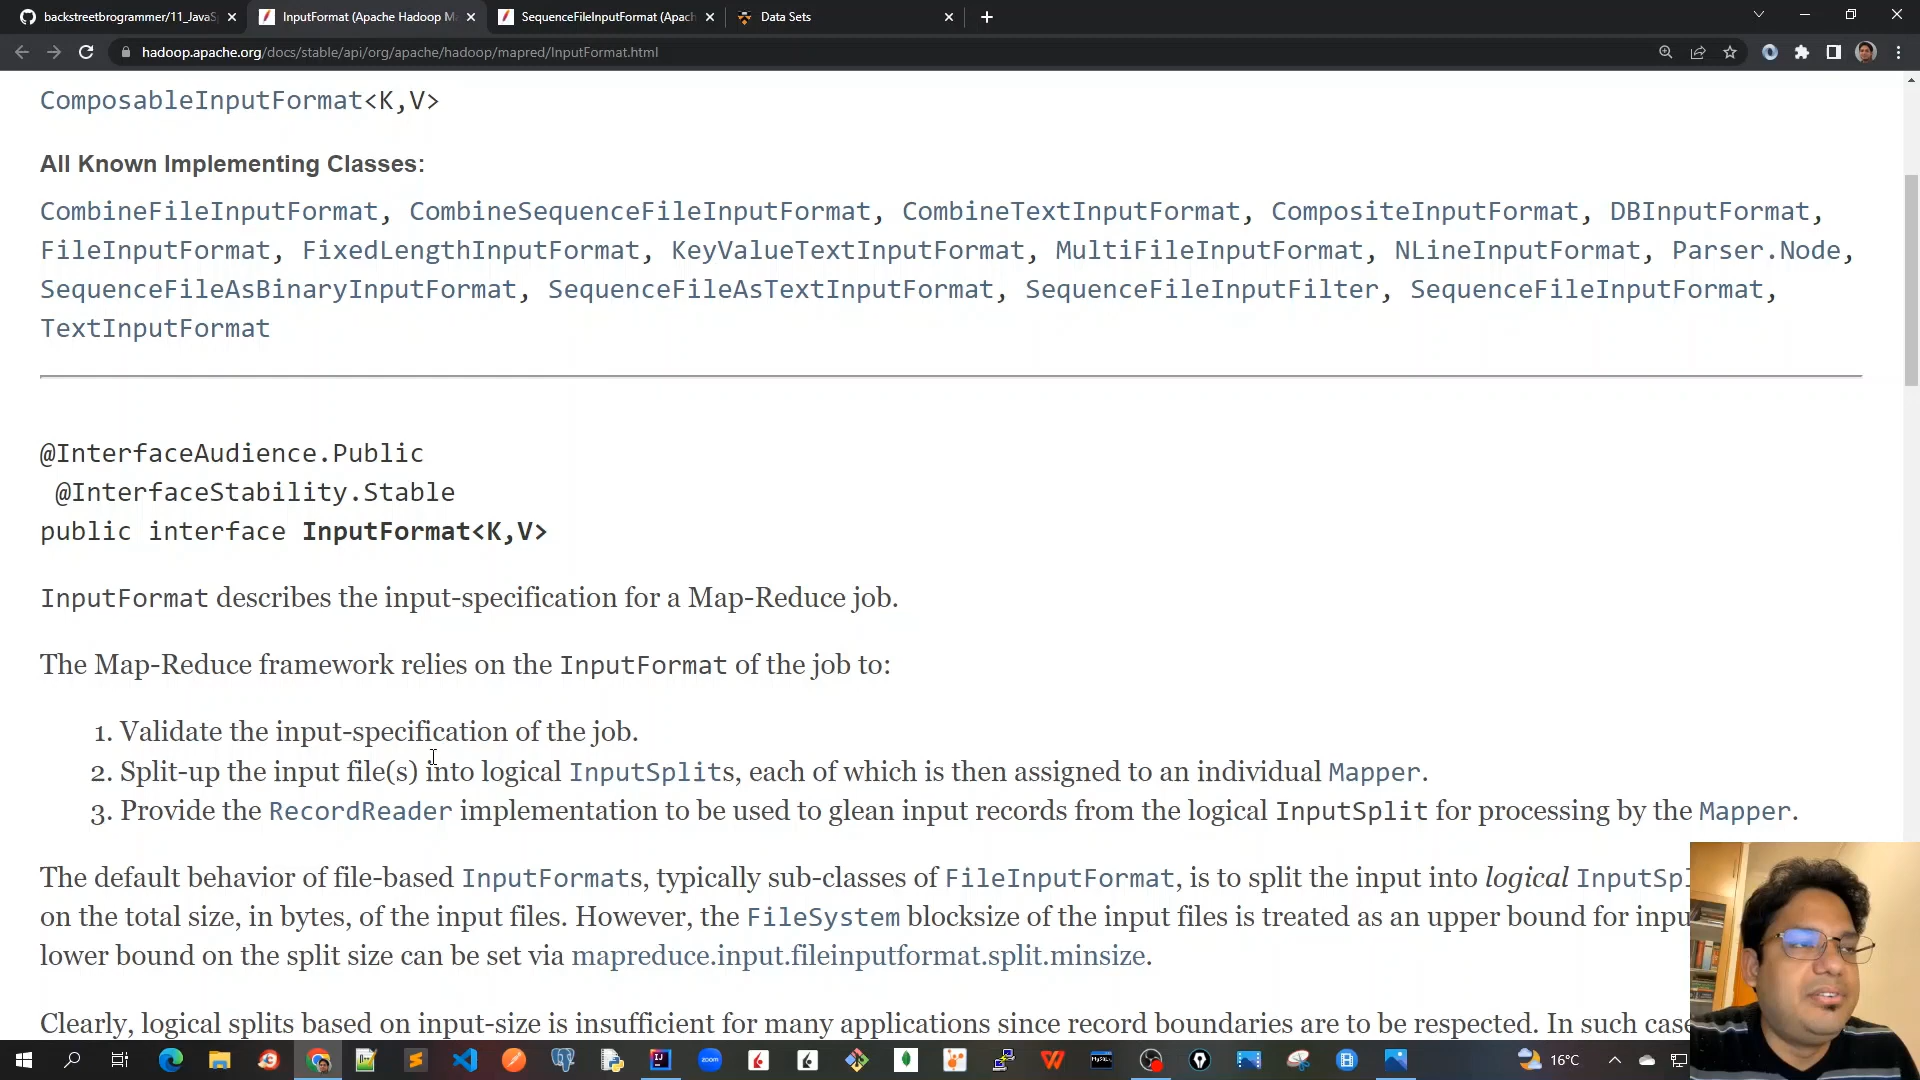 backstreetbrogrammer/11_JavaS
InputFormat (Apache Hadoop Ma
SequenceFileInputFormat (Apach
Data Sets
hadoop.apache.org/docs/stable/api/org/apache/hadoop/mapred/InputFormat.html
ComposableInputFormat<K,V>
All Known Implementing Classes:
CombineFileInputFormat, CombineSequenceFileInputFormat, CombineTextInputFormat, CompositeInputFormat, DBInputFormat,
FileInputFormat, FixedLengthInputFormat, KeyValueTextInputFormat, MultiFileInputFormat, NLineInputFormat, Parser.Node,
SequenceFileAsBinaryInputFormat, SequenceFileAsTextInputFormat, SequenceFileInputFilter, SequenceFileInputFormat,
TextInputFormat
@InterfaceAudience.Public
@InterfaceStability.Stable
public interface InputFormat<K,V>
InputFormat describes the input-specification for a Map-Reduce job.
The Map-Reduce framework relies on the InputFormat of the job to:
1. Validate the input-specification of the job.
2. Split-up the input file(s) into logical InputSplits, each of which is then assigned to an individual Mapper.
3. Provide the RecordReader implementation to be used to glean input records from the logical InputSplit for processing by the Mapper.
The default behavior of file-based InputFormats, typically sub-classes of FileInputFormat, is to split the input into logical InputSpl
on the total size, in bytes, of the input files. However, the FileSystem blocksize of the input files is treated as an upper bound for inpu
lower bound on the split size can be set via mapreduce.input.fileinputformat.split.minsize.
Clearly, logical splits based on input-size is insufficient for many applications since record boundaries are to be respected. In such case
16°C